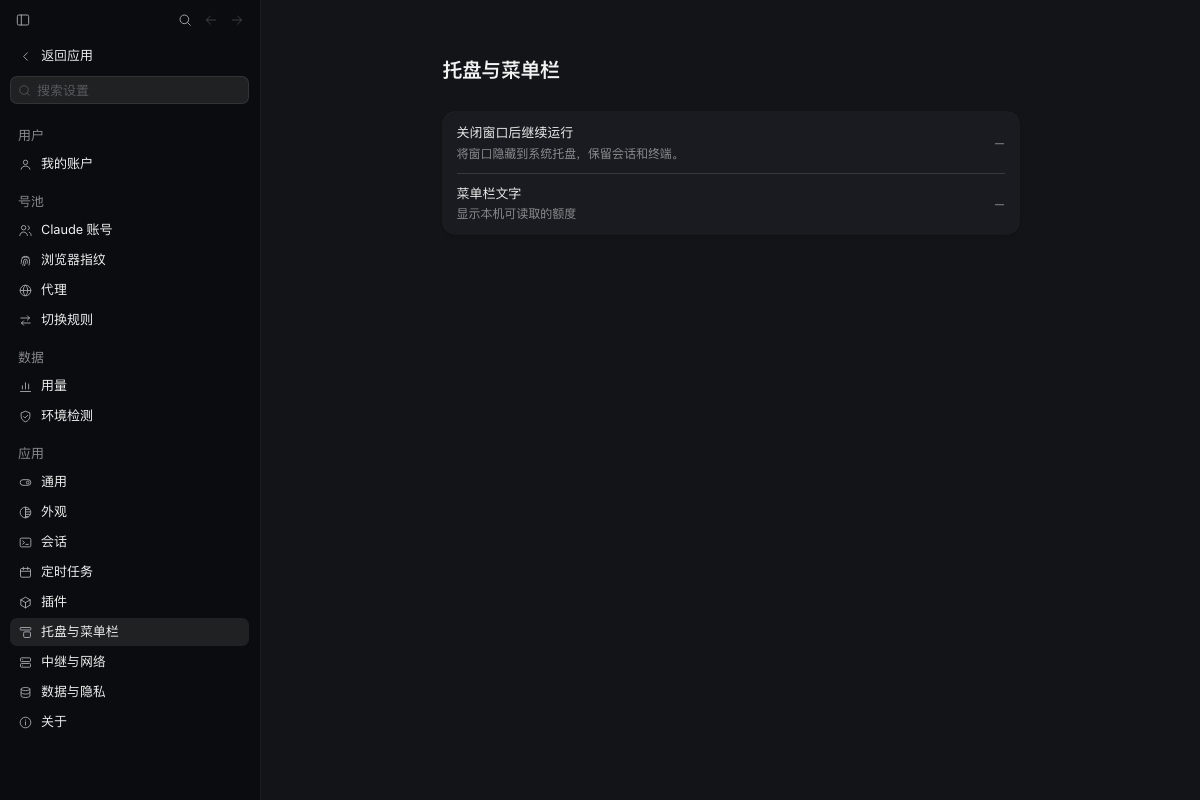 返回应用
搜索设置
用户
我的账户
号池
Claude 账号
浏览器指纹
代理
切换规则
数据
用量
环境检测
应用
通用
外观
会话
定时任务
插件
托盘与菜单栏
中继与网络
数据与隐私
关于
托盘与菜单栏
关闭窗口后继续运行
将窗口隐藏到系统托盘，保留会话和终端。
—
菜单栏文字
显示本机可读取的额度
—